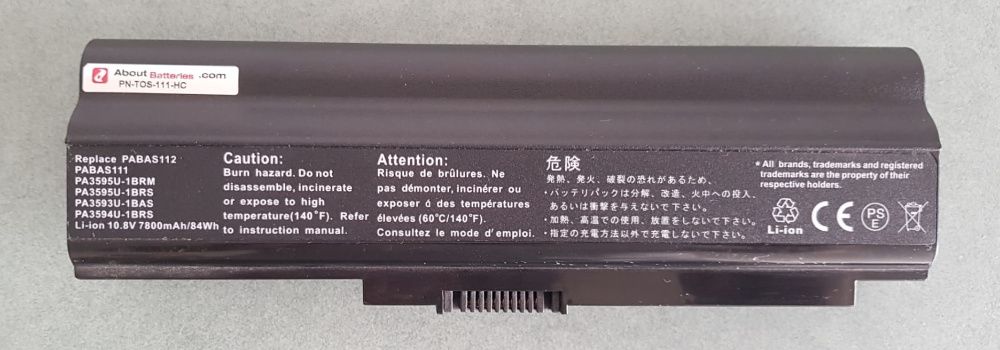 About Batteries .com
PN-TOS-111-HC
Replace PABAS112
PABAS111
PA3595U-1BRM
PA3595U-1BRS
PA3593U-1BAS
PA3594U-1BRS
Li-ion 10.8V 7800mAh/84Wh
Caution:
Burn hazard. Do not
disassemble, incinerate
or expose to high
temperature(140˚F). Refer
to instruction manual.
Attention:
Risque de brûlures. Ne
pas démonter, incinérer ou
exposer á des températures
élevées (60°C/140˚F).
Consultez le mode d'emploi.
危険
発熱、発火、破裂の恐れがあるため、
・バッテリパックは分解、改造、火中への投入、
あるいは衝撃を与えないで下さい。
・加熱、高温での使用、放置をしないで下さい。
・指定の充電方法以外で充電しないで下さい。
* All brands, trademarks and registered
trademarks are the property of their
respective holders.
Li-ion
CE
PS
E